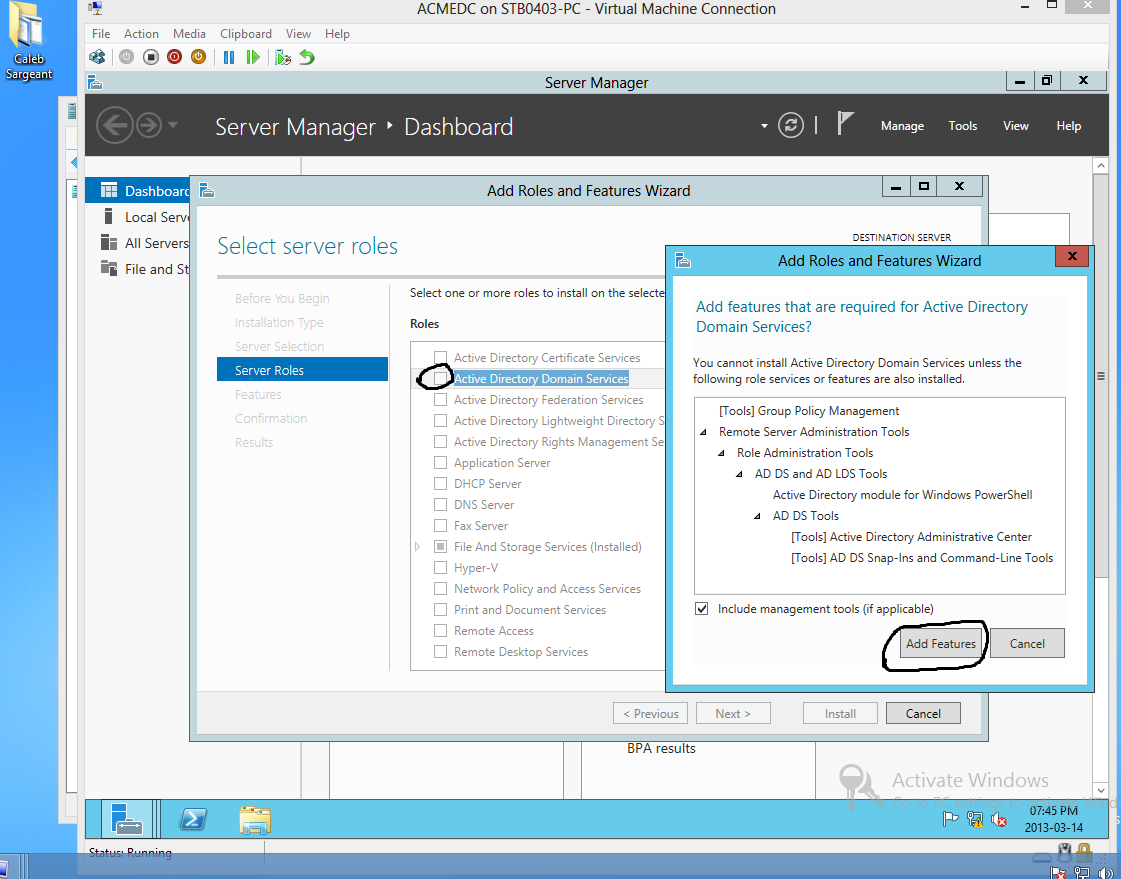 Caleb
Sargeant
ACMEDC on STB0403-PC - Virtual Machine Connection
File Action Media Clipboard View Help
Server Manager
Server Manager ‣ Dashboard
Manage Tools View Help
Dashboard
Local Serve
All Servers
File and St
Add Roles and Features Wizard
Select server roles
DESTINATION SERVER
Before You Begin
Installation Type
Server Selection
Server Roles
Features
Confirmation
Results
Select one or more roles to install on the selecte
Roles
Active Directory Certificate Services
Active Directory Domain Services
Active Directory Federation Services
Active Directory Lightweight Directory S
Active Directory Rights Management Se
Application Server
DHCP Server
DNS Server
Fax Server
File And Storage Services (Installed)
Hyper-V
Network Policy and Access Services
Print and Document Services
Remote Access
Remote Desktop Services
< Previous Next > Install Cancel
Add Roles and Features Wizard
Add features that are required for Active Directory
Domain Services?
You cannot install Active Directory Domain Services unless the
following role services or features are also installed.
[Tools] Group Policy Management
Remote Server Administration Tools
Role Administration Tools
AD DS and AD LDS Tools
Active Directory module for Windows PowerShell
AD DS Tools
[Tools] Active Directory Administrative Center
[Tools] AD DS Snap-Ins and Command-Line Tools
Include management tools (if applicable)
Add Features Cancel
BPA results
Activate Windows
Go to PC settings to activate Wind
07:45 PM
2013-03-14
Status: Running